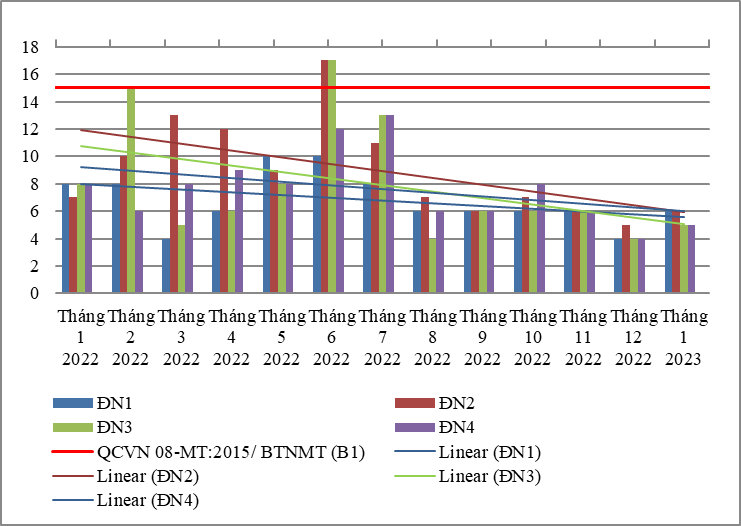 18
16
14
12
10
8
6
4
2
0
Tháng 1 2022
Tháng 2 2022
Tháng 3 2022
Tháng 4 2022
Tháng 5 2022
Tháng 6 2022
Tháng 7 2022
Tháng 8 2022
Tháng 9 2022
Tháng 10 2022
Tháng 11 2022
Tháng 12 2022
Tháng 1 2023
ĐN1
ĐN2
ĐN3
ĐN4
QCVN 08-MT:2015/ BTNMT (B1)
Linear (ĐN1)
Linear (ĐN2)
Linear (ĐN3)
Linear (ĐN4)